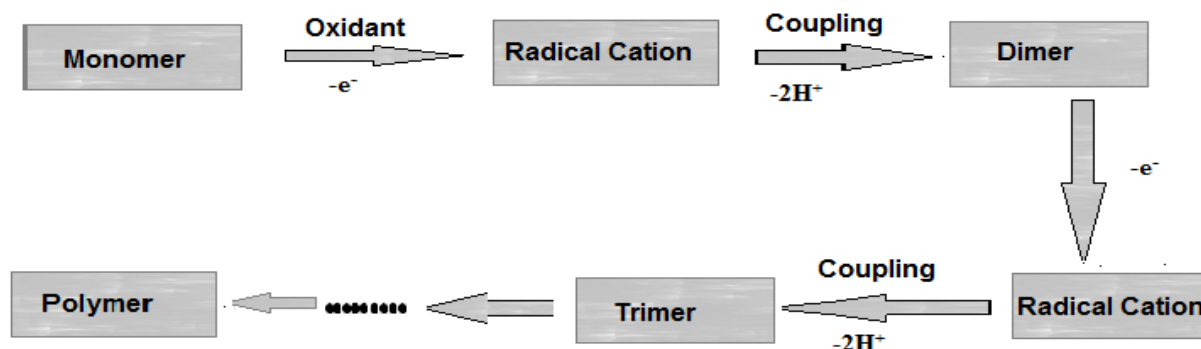 Monomer
Oxidant
-e⁻
Radical Cation
Coupling
-2H⁺
Dimer
-e⁻
Radical Cation
Coupling
-2H⁺
Trimer
Polymer